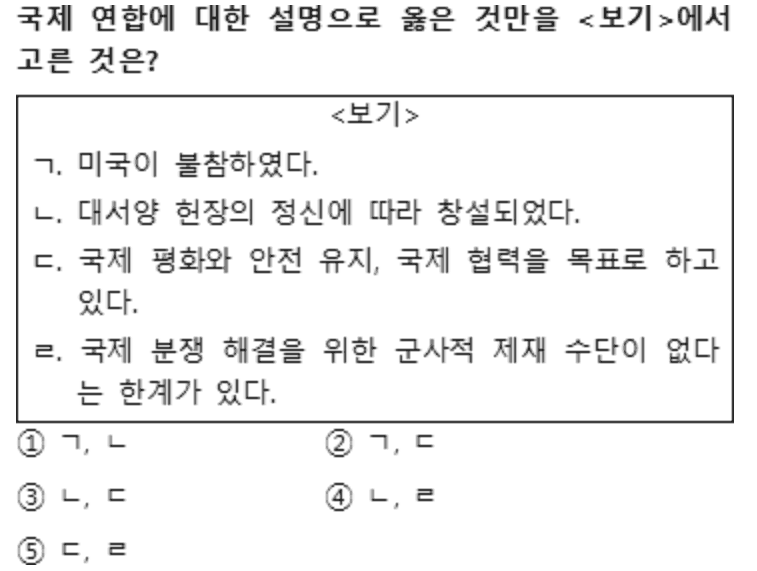 국제 연합에 대한 설명으로 옳은 것만을 <보기>에서
고른 것은?
<보기>
ㄱ. 미국이 불참하였다.
ㄴ. 대서양 헌장의 정신에 따라 창설되었다.
ㄷ. 국제 평화와 안전 유지, 국제 협력을 목표로 하고
있다.
ㄹ. 국제 분쟁 해결을 위한 군사적 제재 수단이 없다
는 한계가 있다.
① ㄱ, ㄴ ② ㄱ, ㄷ
③ ㄴ, ㄷ ④ ㄴ, ㄹ
⑤ ㄷ, ㄹ